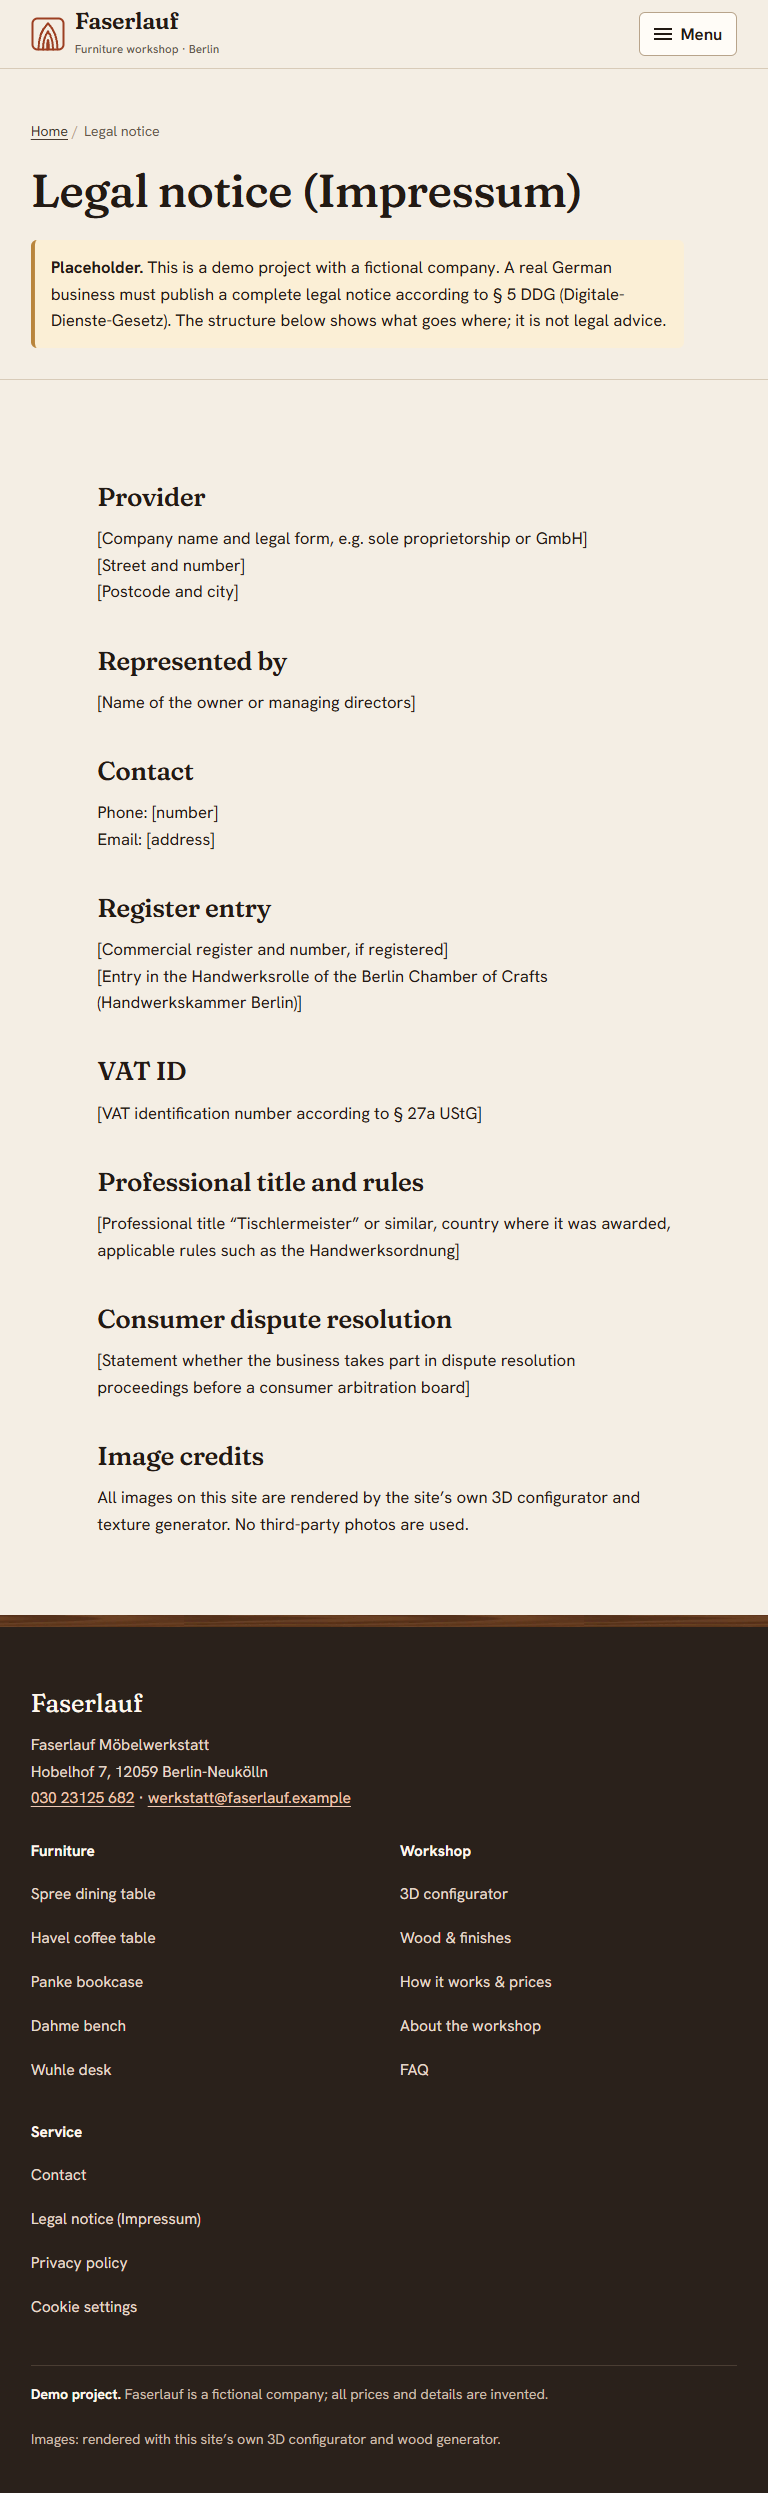 Faserlauf
Furniture workshop · Berlin
Menu
Home / Legal notice
Legal notice (Impressum)
Placeholder. This is a demo project with a fictional company. A real German
business must publish a complete legal notice according to § 5 DDG (Digitale-
Dienste-Gesetz). The structure below shows what goes where; it is not legal advice.
Provider
[Company name and legal form, e.g. sole proprietorship or GmbH]
[Street and number]
[Postcode and city]
Represented by
[Name of the owner or managing directors]
Contact
Phone: [number]
Email: [address]
Register entry
[Commercial register and number, if registered]
[Entry in the Handwerksrolle of the Berlin Chamber of Crafts
(Handwerkskammer Berlin)]
VAT ID
[VAT identification number according to § 27a UStG]
Professional title and rules
[Professional title “Tischlermeister” or similar, country where it was awarded,
applicable rules such as the Handwerksordnung]
Consumer dispute resolution
[Statement whether the business takes part in dispute resolution
proceedings before a consumer arbitration board]
Image credits
All images on this site are rendered by the site’s own 3D configurator and
texture generator. No third-party photos are used.
Faserlauf
Faserlauf Möbelwerkstatt
Hobelhof 7, 12059 Berlin-Neukölln
030 23125 682 · werkstatt@faserlauf.example
Furniture
Spree dining table
Havel coffee table
Panke bookcase
Dahme bench
Wuhle desk
Workshop
3D configurator
Wood & finishes
How it works & prices
About the workshop
FAQ
Service
Contact
Legal notice (Impressum)
Privacy policy
Cookie settings
Demo project. Faserlauf is a fictional company; all prices and details are invented.
Images: rendered with this site’s own 3D configurator and wood generator.